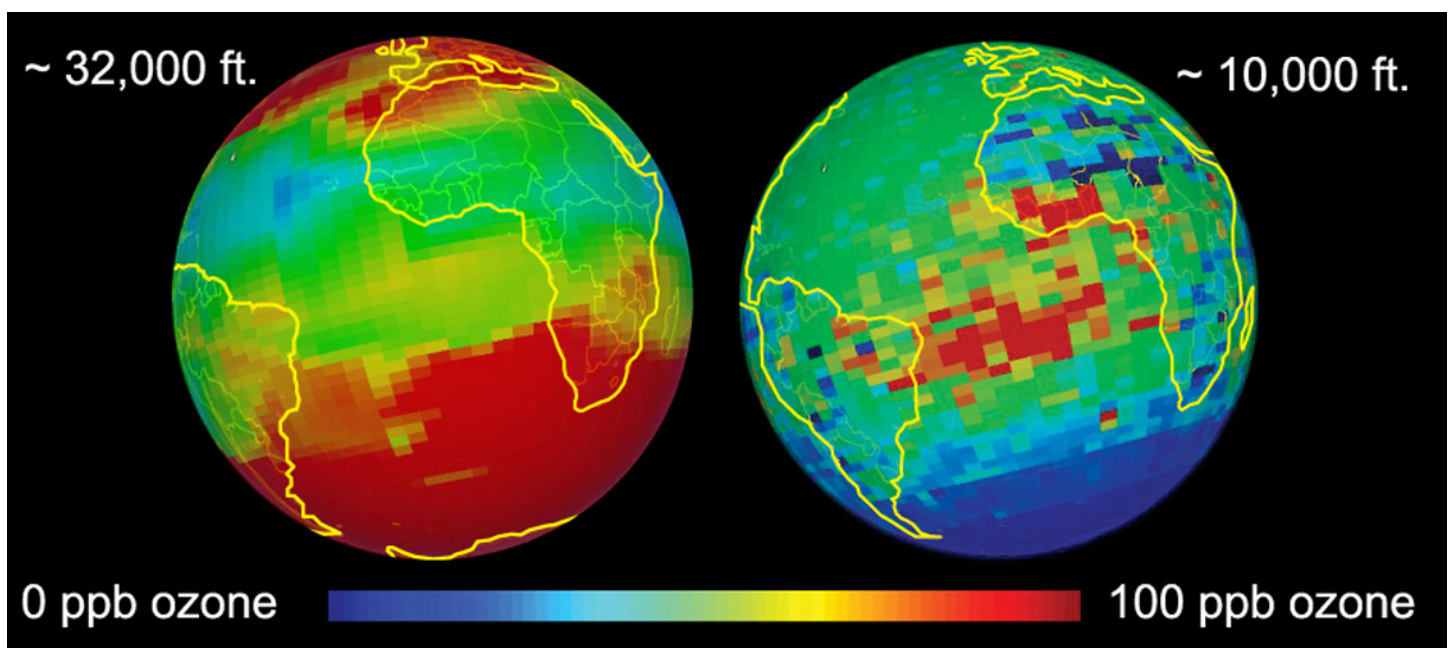 ~ 32,000 ft.
~ 10,000 ft.
0 ppb ozone
100 ppb ozone